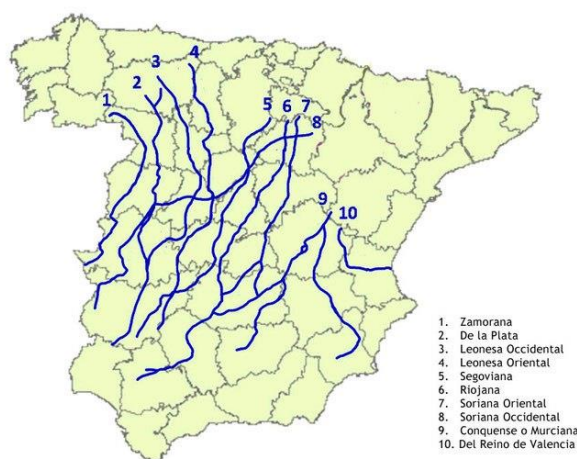 1
2
3
4
5
6
7
8
9
10
1. Zamorana
2. De la Plata
3. Leonesa Occidental
4. Leonesa Oriental
5. Segoviana
6. Riojana
7. Soriana Oriental
8. Soriana Occidental
9. Conquense o Murciana
10. Del Reino de Valencia